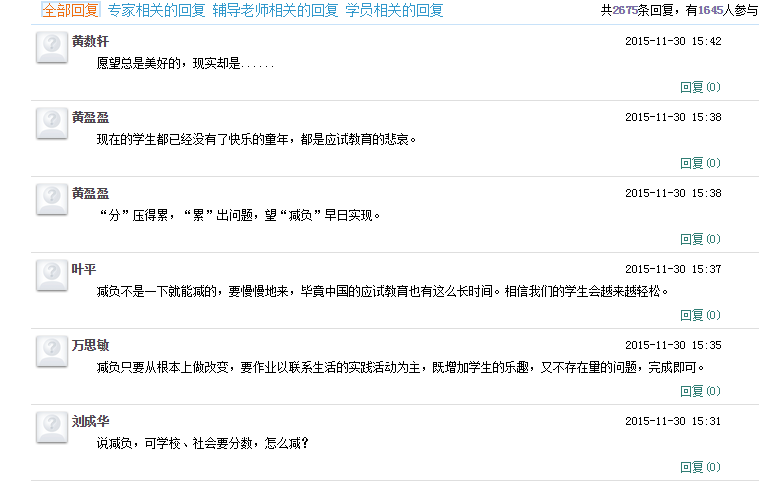 全部回复 专家相关的回复 辅导老师相关的回复 学员相关的回复 共2675条回复，有1645人参与
黄数轩 2015-11-30 15:42
愿望总是美好的，现实却是......
回复(0)
黄盈盈 2015-11-30 15:38
现在的学生都已经没有了快乐的童年，都是应试教育的悲哀。
回复(0)
黄盈盈 2015-11-30 15:38
“分”压得累，“累”出问题，望“减负”早日实现。
回复(0)
叶平 2015-11-30 15:37
减负不是一下就能减的，要慢慢地来，毕竟中国的应试教育也有这么长时间。相信我们的学生会越来越轻松。
回复(0)
万思敏 2015-11-30 15:35
减负只要从根本上做改变，要作业以联系生活的实践活动为主，既增加学生的乐趣，又不存在量的问题，完成即可。
回复(0)
刘成华 2015-11-30 15:31
说减负，可学校、社会要分数，怎么减？
回复(0)